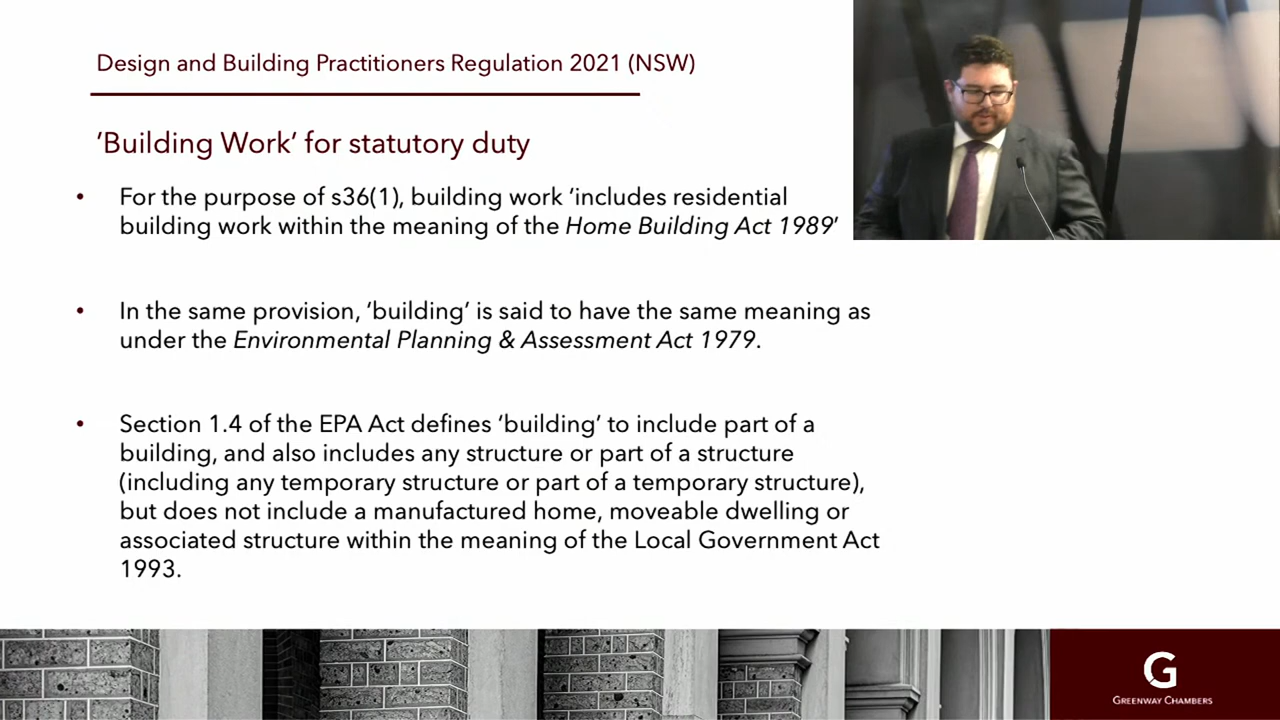 Design and Building Practitioners Regulation 2021 (NSW)
‘Building Work’ for statutory duty
• For the purpose of s36(1), building work ‘includes residential
building work within the meaning of the Home Building Act 1989’
• In the same provision, ‘building’ is said to have the same meaning as
under the Environmental Planning & Assessment Act 1979.
• Section 1.4 of the EPA Act defines ‘building’ to include part of a
building, and also includes any structure or part of a structure
(including any temporary structure or part of a temporary structure),
but does not include a manufactured home, moveable dwelling or
associated structure within the meaning of the Local Government Act
1993.
G
GREENWAY CHAMBERS